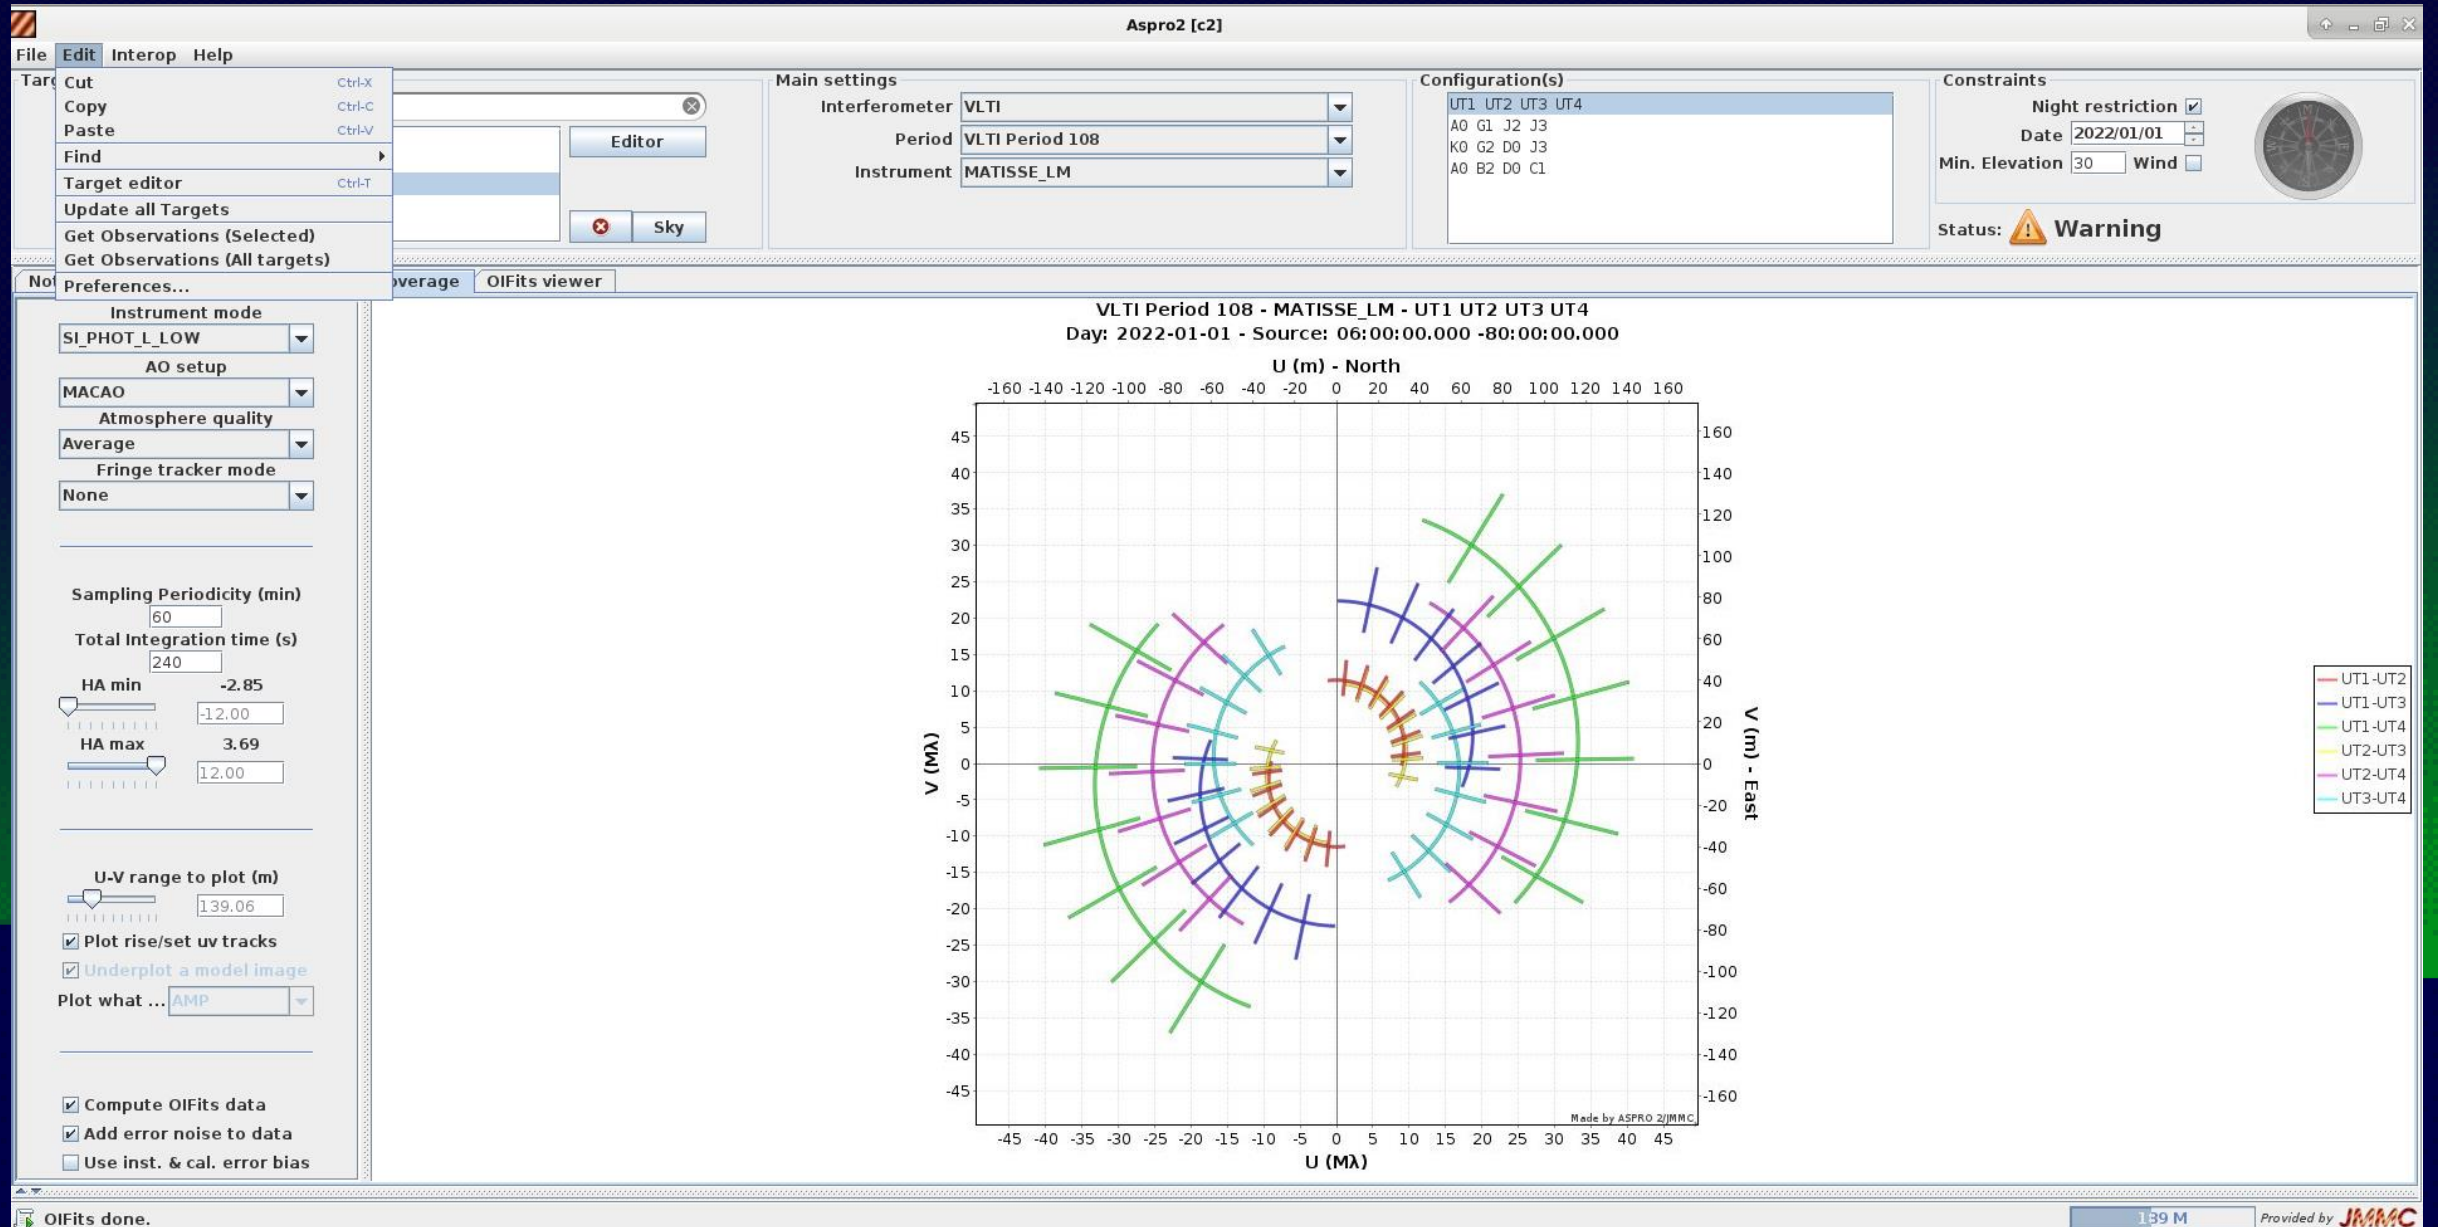 Aspro2 [c2]
File Edit Interop Help
Cut Ctrl-X
Copy Ctrl-C
Paste Ctrl-V
Find
Target editor Ctrl-T
Update all Targets
Get Observations (Selected)
Get Observations (All targets)
Preferences...
Editor
Sky
Main settings
Interferometer VLTI
Period VLTI Period 108
Instrument MATISSE_LM
Configuration(s)
UT1 UT2 UT3 UT4
A0 G1 J2 J3
K0 G2 D0 J3
A0 B2 D0 C1
Constraints
Night restriction
Date 2022/01/01
Min. Elevation 30 Wind
Status: Warning
OIFits viewer
Instrument mode
SI_PHOT_L_LOW
AO setup
MACAO
Atmosphere quality
Average
Fringe tracker mode
None
Sampling Periodicity (min)
60
Total Integration time (s)
240
HA min -2.85
-12.00
HA max 3.69
12.00
U-V range to plot (m)
139.06
Plot rise/set uv tracks
Underplot a model image
Plot what ... AMP
Compute OIFits data
Add error noise to data
Use inst. & cal. error bias
VLTI Period 108 - MATISSE_LM - UT1 UT2 UT3 UT4
Day: 2022-01-01 - Source: 06:00:00.000 -80:00:00.000
U (m) - North
-160 -140 -120 -100 -80 -60 -40 -20 0 20 40 60 80 100 120 140 160
V (Mλ)
45
40
35
30
25
20
15
10
5
0
-5
-10
-15
-20
-25
-30
-35
-40
-45
160
140
120
100
80
60
40
20
0
-20
-40
-60
-80
-100
-120
-140
-160
V (m) - East
Made by ASPRO 2/JMMC
-45 -40 -35 -30 -25 -20 -15 -10 -5 0 5 10 15 20 25 30 35 40 45
U (Mλ)
UT1-UT2
UT1-UT3
UT1-UT4
UT2-UT3
UT2-UT4
UT3-UT4
OIFits done.
139 M
Provided by JMMC